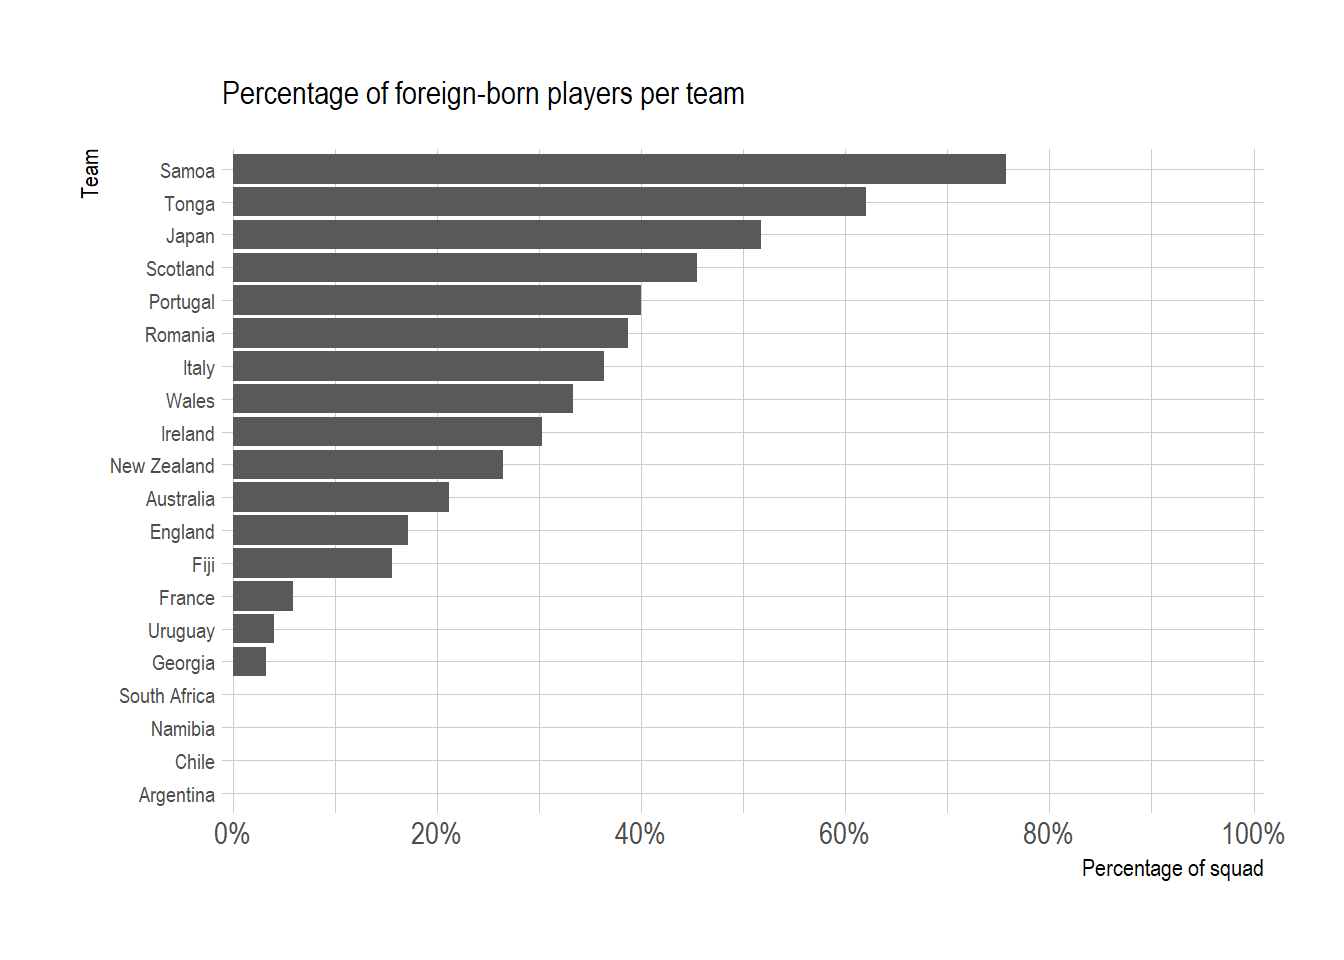 Percentage of foreign-born players per team
Team
Samoa
Tonga
Japan
Scotland
Portugal
Romania
Italy
Wales
Ireland
New Zealand
Australia
England
Fiji
France
Uruguay
Georgia
South Africa
Namibia
Chile
Argentina
0% 20% 40% 60% 80% 100%
Percentage of squad